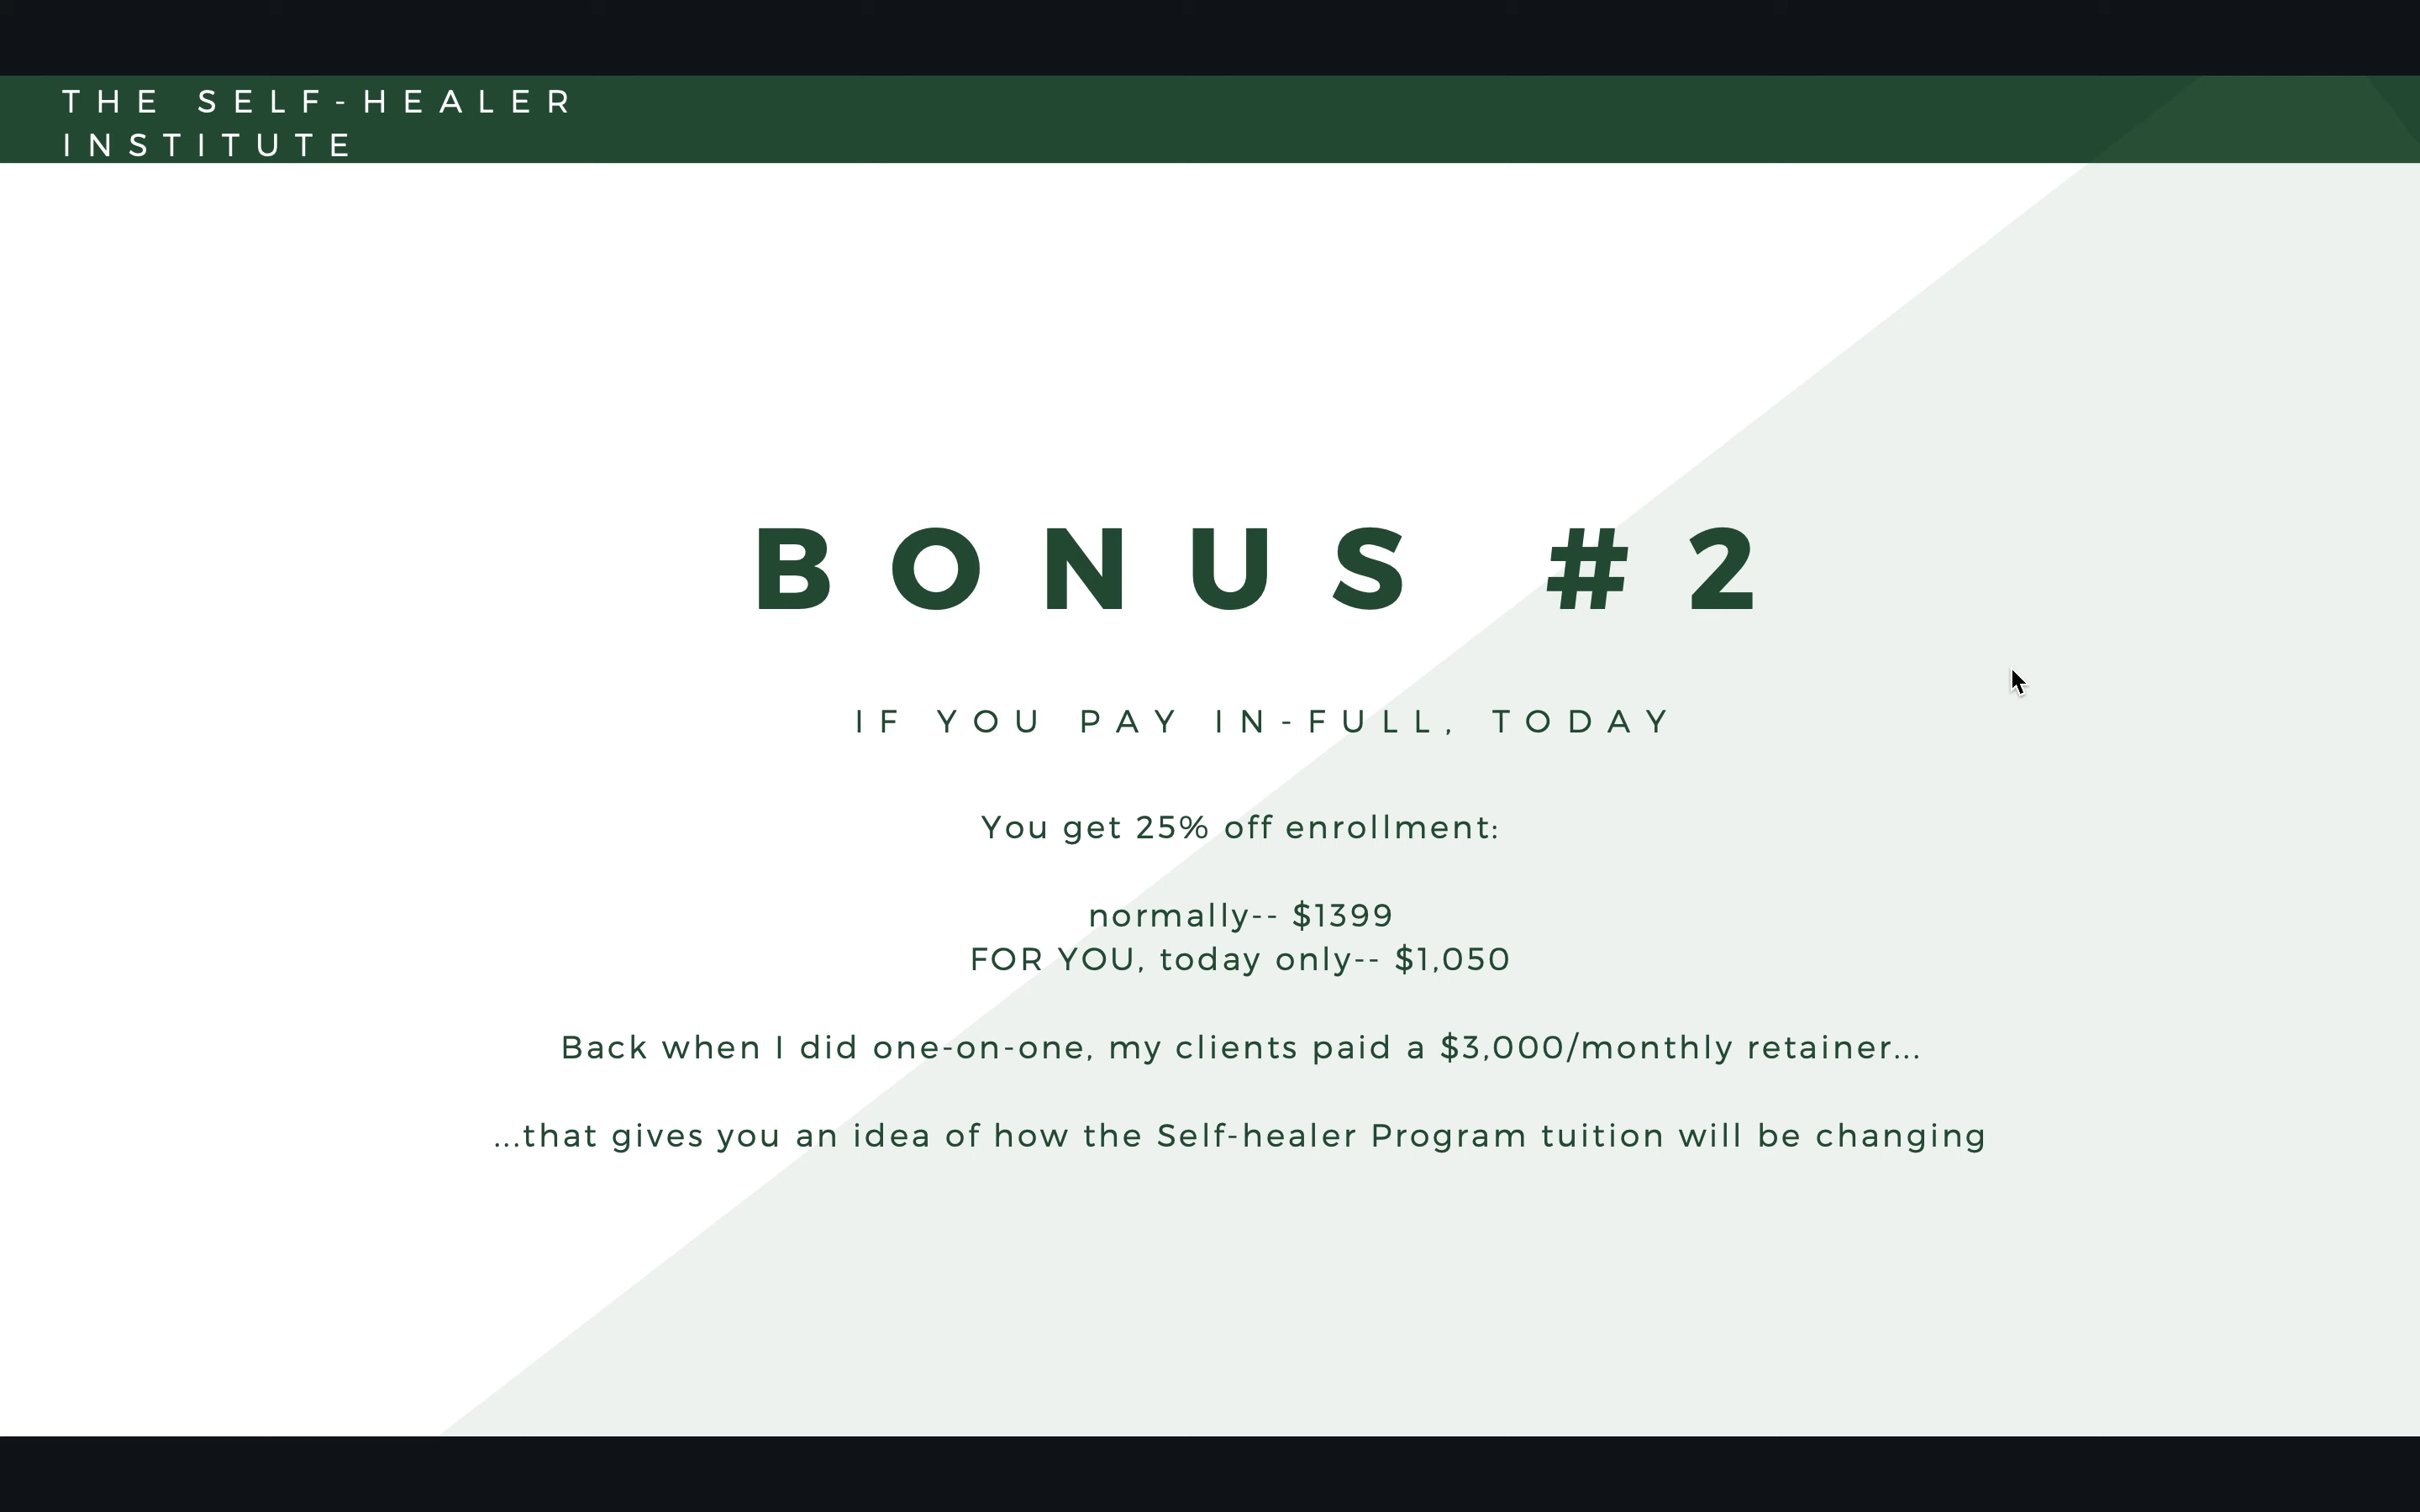 THE SELF-HEALER
INSTITUTE
BONUS #2
IF YOU PAY IN-FULL, TODAY
You get 25% off enrollment:
normally-- $1399
FOR YOU, today only-- $1,050
Back when I did one-on-one, my clients paid a $3,000/monthly retainer...
...that gives you an idea of how the Self-healer Program tuition will be changing